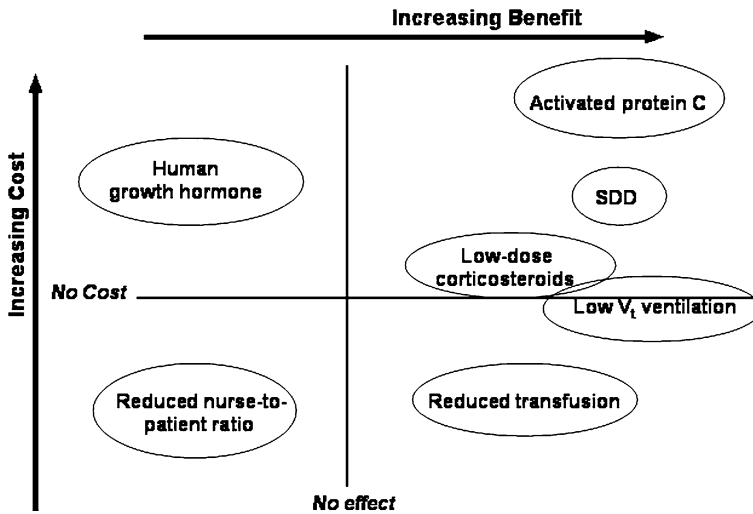 Increasing Benefit
Increasing Cost
Activated protein C
Human
growth hormone
SDD
Low-dose
corticosteroids
No Cost
Low Vt ventilation
Reduced nurse-to-
patient ratio
Reduced transfusion
No effect